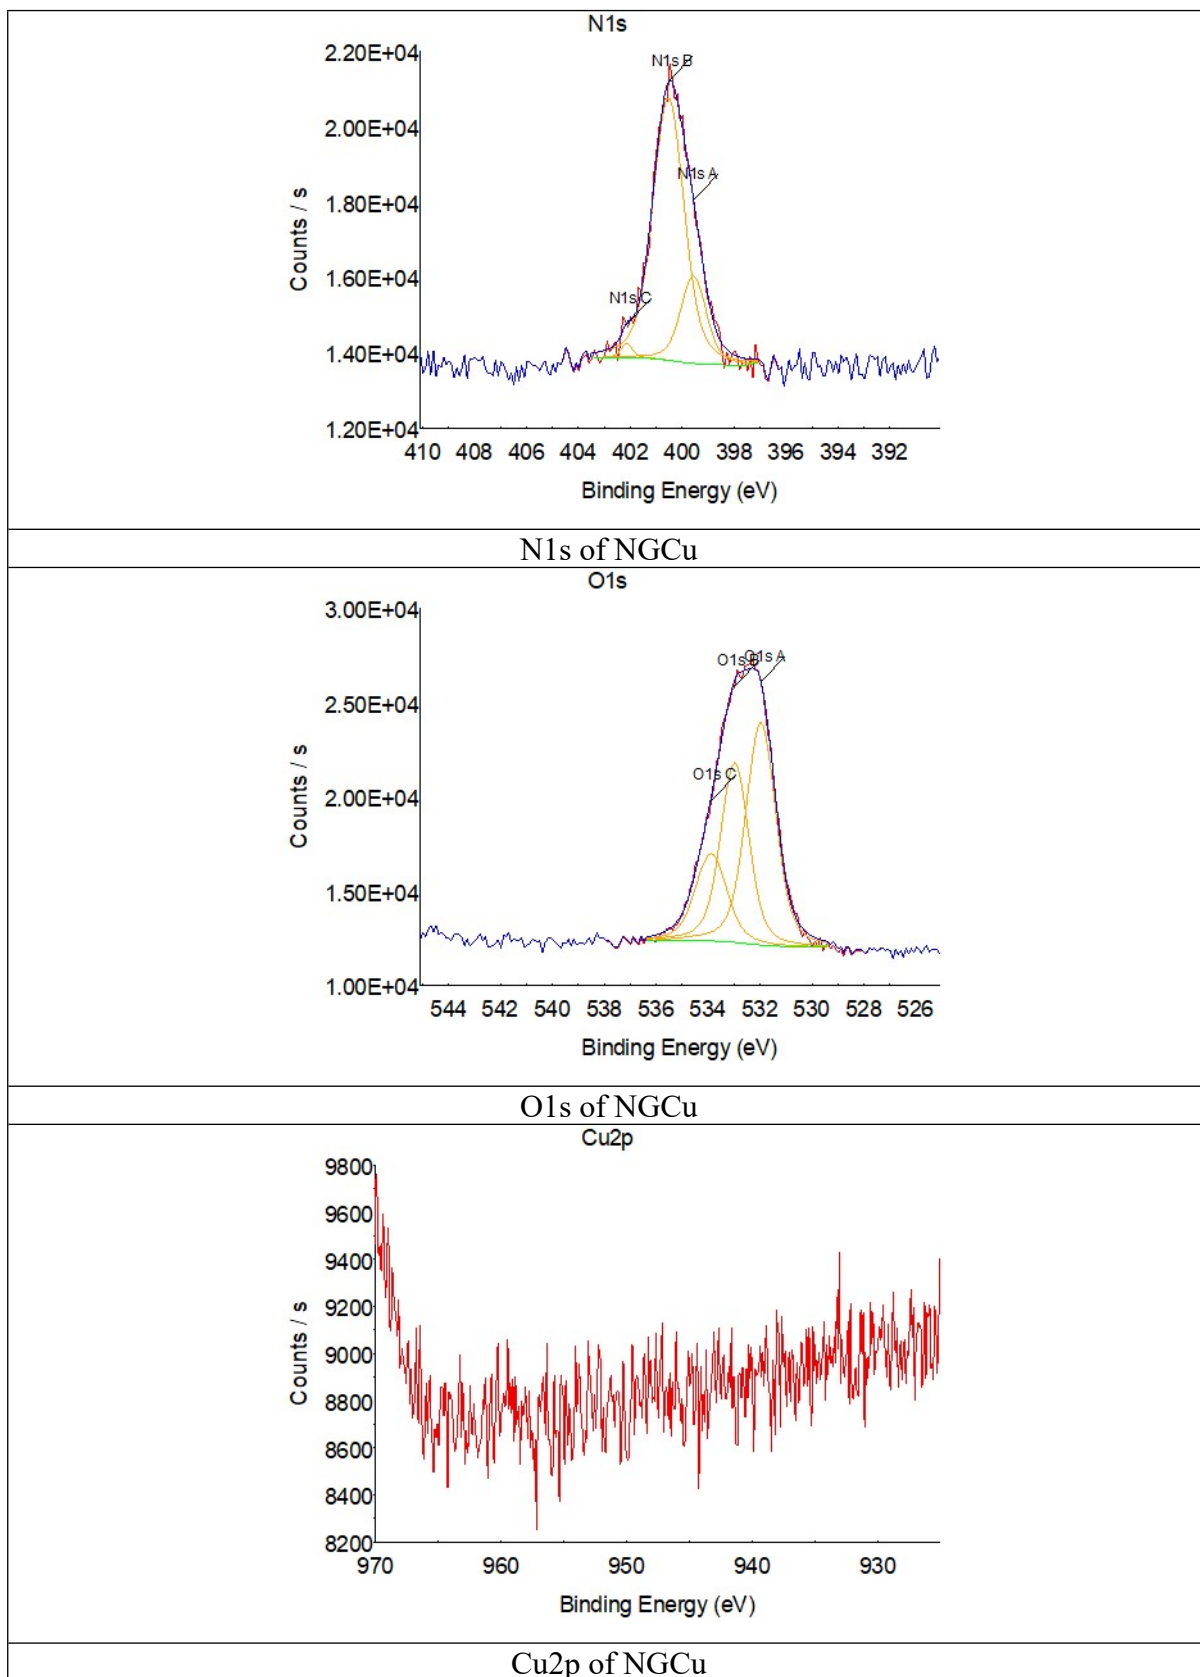 N1s
2.20E+04
N1s B
2.00E+04
N1s A
1.80E+04
Counts / s
1.60E+04
N1s C
1.40E+04
1.20E+04
410 408 406 404 402 400 398 396 394 392
Binding Energy (eV)
N1s of NGCu
O1s
3.00E+04
O1s B O1s A
2.50E+04
Counts / s
O1s C
2.00E+04
1.50E+04
1.00E+04
544 542 540 538 536 534 532 530 528 526
Binding Energy (eV)
O1s of NGCu
Cu2p
9800
9600
9400
9200
Counts / s
9000
8800
8600
8400
8200
970 960 950 940 930
Binding Energy (eV)
Cu2p of NGCu